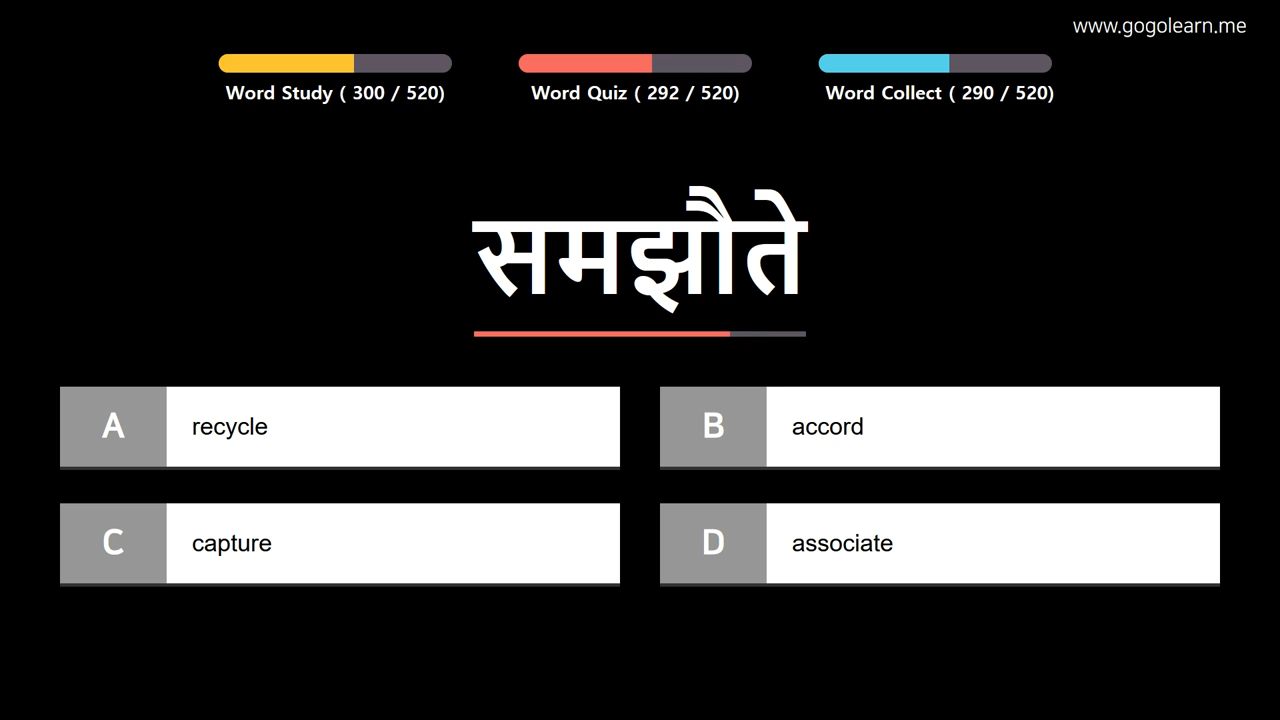 www.gogolearn.me
Word Study ( 300 / 520)
Word Quiz ( 292 / 520)
Word Collect ( 290 / 520)
समझौते
A recycle
B accord
C capture
D associate